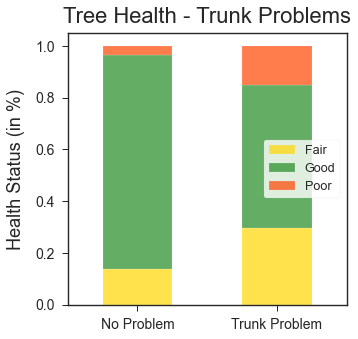 Tree Health - Trunk Problems
Health Status (in %)
1.0
0.8
0.6
0.4
0.2
0.0
Fair
Good
Poor
No Problem
Trunk Problem